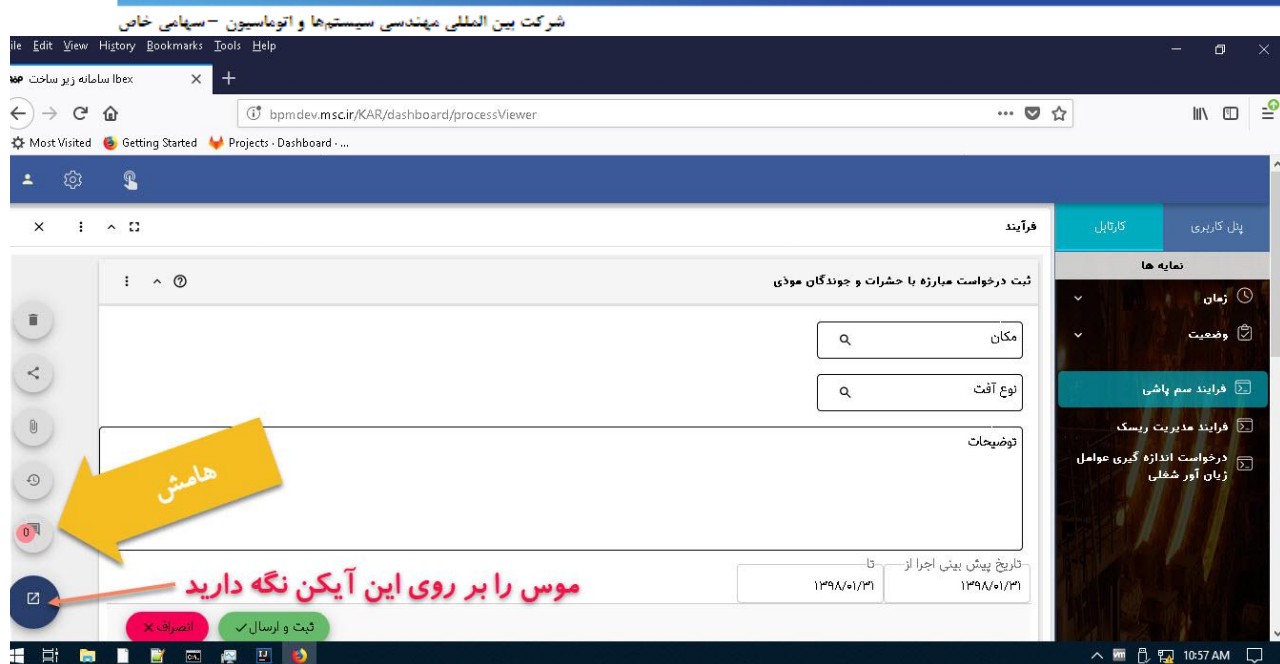 شرکت بین المللی مهندسی سیستم‌ها و اتوماسیون – سهامی خاص
ile Edit View History Bookmarks Tools Help
سامانه زیر ساخت Ibex
bpmdev.msc.ir/KAR/dashboard/processViewer
Most Visited Getting Started Projects · Dashboard · ...
پنل کاربری
کارتابل
فرآیند
نمایه ها
زمان
وضعیت
فرایند سم پاشی
فرایند مدیریت ریسک
درخواست اندازه گیری عوامل
زیان آور شغلی
ثبت درخواست مبارزه با حشرات و جوندگان موذی
مکان
نوع آفت
توضیحات
هامش
0
تاریخ پیش بینی اجرا از
۱۳۹۸/۰۱/۳۱
تا
۱۳۹۸/۰۱/۳۱
موس را بر روی این آیکن نگه دارید
ثبت و ارسال
انصراف
10:57 AM